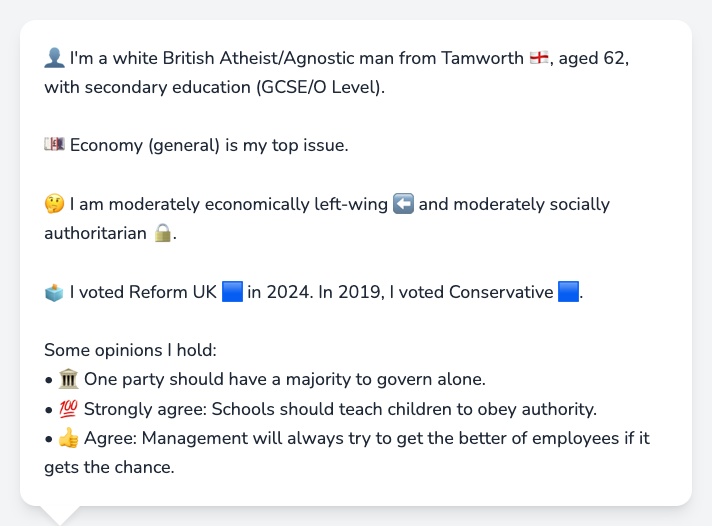 👤 I'm a white British Atheist/Agnostic man from Tamworth 🏴󠁧󠁢󠁥󠁮󠁧󠁿, aged 62,
with secondary education (GCSE/O Level).
💷 Economy (general) is my top issue.
🤔 I am moderately economically left-wing ⬅️ and moderately socially
authoritarian 🔒.
🗳️ I voted Reform UK 🟦 in 2024. In 2019, I voted Conservative 🟦.
Some opinions I hold:
• 🏛️ One party should have a majority to govern alone.
• 💯 Strongly agree: Schools should teach children to obey authority.
• 👍 Agree: Management will always try to get the better of employees if it
gets the chance.